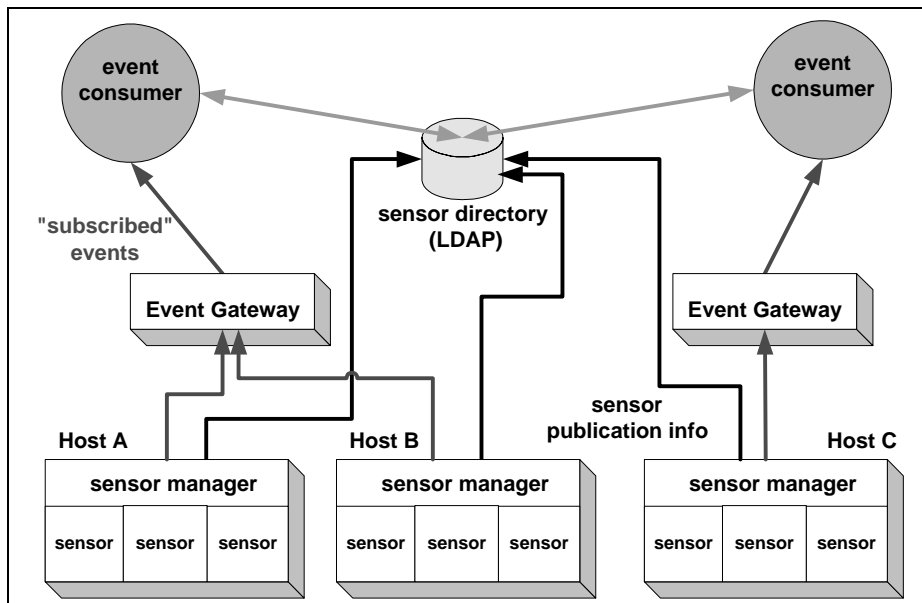 event
consumer
event
consumer
sensor directory
(LDAP)
"subscribed"
events
Event Gateway
Event Gateway
sensor
publication info
Host A
Host B
Host C
sensor manager
sensor manager
sensor manager
sensor
sensor
sensor
sensor
sensor
sensor
sensor
sensor
sensor